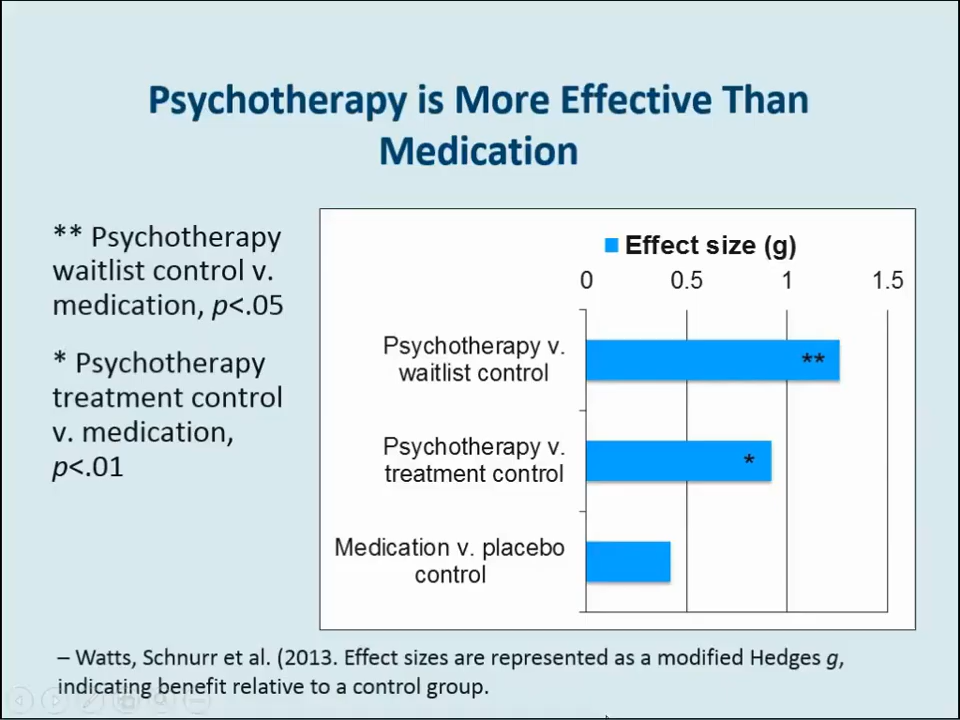 Psychotherapy is More Effective Than
Medication
** Psychotherapy
waitlist control v.
medication, p<.05
* Psychotherapy
treatment control
v. medication,
p<.01
Effect size (g)
0 0.5 1 1.5
Psychotherapy v.
waitlist control
**
Psychotherapy v.
treatment control
*
Medication v. placebo
control
– Watts, Schnurr et al. (2013. Effect sizes are represented as a modified Hedges g,
indicating benefit relative to a control group.